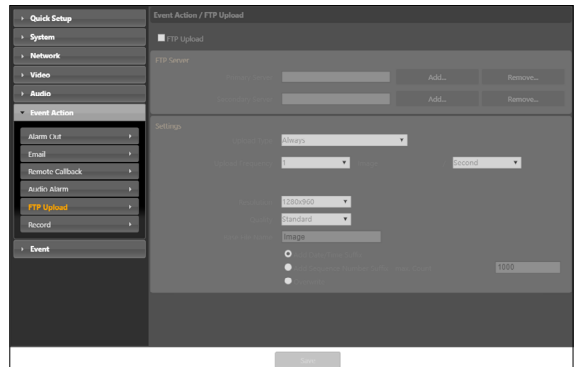 Quick Setup
System
Network
Video
Audio
Event Action
Alarm Out
Email
Remote Callback
Audio Alarm
FTP Upload
Record
Event
Event Action / FTP Upload
FTP Upload
FTP Server
Add... Remove...
Add... Remove...
Settings
Always
1 Second
1280x960
Standard
Image
1000
Save